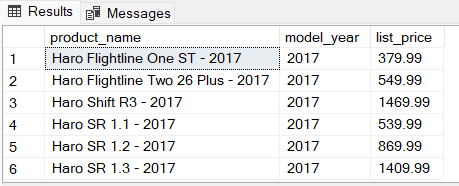 Results Messages
product_name model_year list_price
1 Haro Flightline One ST - 2017 2017 379.99
2 Haro Flightline Two 26 Plus - 2017 2017 549.99
3 Haro Shift R3 - 2017 2017 1469.99
4 Haro SR 1.1 - 2017 2017 539.99
5 Haro SR 1.2 - 2017 2017 869.99
6 Haro SR 1.3 - 2017 2017 1409.99